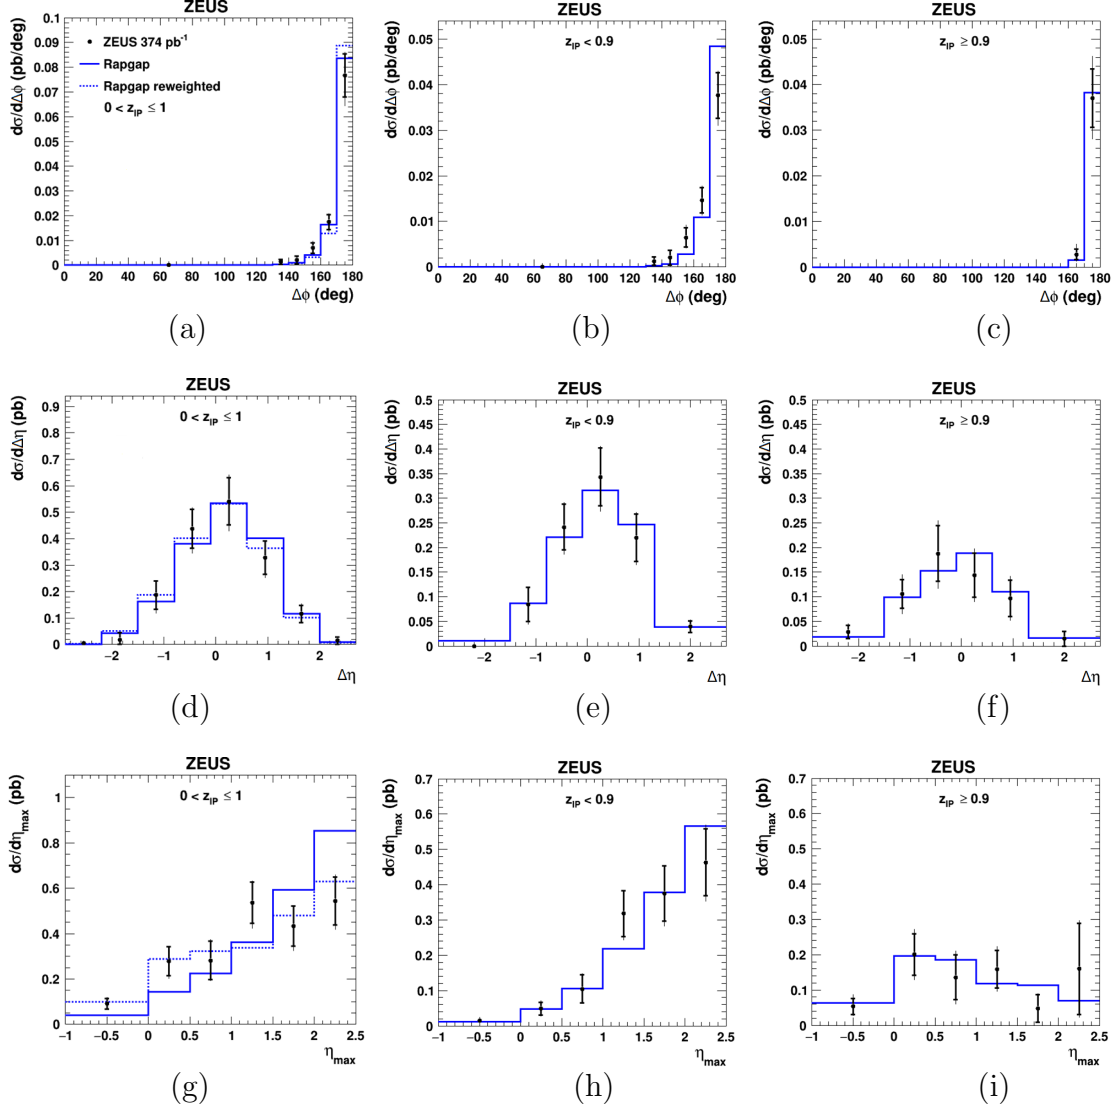 ZEUS
dσ/dΔφ (pb/deg)
0.1
0.09
0.08
0.07
0.06
0.05
0.04
0.03
0.02
0.01
0
ZEUS 374 pb⁻¹
Rapgap
Rapgap reweighted
0 < z_IP ≤ 1
0 20 40 60 80 100 120 140 160 180
Δφ (deg)
(a)
ZEUS
dσ/dΔφ (pb/deg)
z_IP < 0.9
0.05
0.04
0.03
0.02
0.01
0
0 20 40 60 80 100 120 140 160 180
Δφ (deg)
(b)
ZEUS
dσ/dΔφ (pb/deg)
z_IP ≥ 0.9
0.05
0.04
0.03
0.02
0.01
0
0 20 40 60 80 100 120 140 160 180
Δφ (deg)
(c)
ZEUS
dσ/dΔη (pb)
0 < z_IP ≤ 1
0.9
0.8
0.7
0.6
0.5
0.4
0.3
0.2
0.1
0
−2 −1 0 1 2
Δη
(d)
ZEUS
dσ/dΔη (pb)
z_IP < 0.9
0.5
0.45
0.4
0.35
0.3
0.25
0.2
0.15
0.1
0.05
0
−2 −1 0 1 2
Δη
(e)
ZEUS
dσ/dΔη (pb)
z_IP ≥ 0.9
0.5
0.45
0.4
0.35
0.3
0.25
0.2
0.15
0.1
0.05
0
−2 −1 0 1 2
Δη
(f)
ZEUS
dσ/dη_max (pb)
0 < z_IP ≤ 1
1
0.8
0.6
0.4
0.2
0
−1 −0.5 0 0.5 1 1.5 2 2.5
η_max
(g)
ZEUS
dσ/dη_max (pb)
z_IP < 0.9
0.7
0.6
0.5
0.4
0.3
0.2
0.1
0
−1 −0.5 0 0.5 1 1.5 2 2.5
η_max
(h)
ZEUS
dσ/dη_max (pb)
z_IP ≥ 0.9
0.7
0.6
0.5
0.4
0.3
0.2
0.1
0
−1 −0.5 0 0.5 1 1.5 2 2.5
η_max
(i)